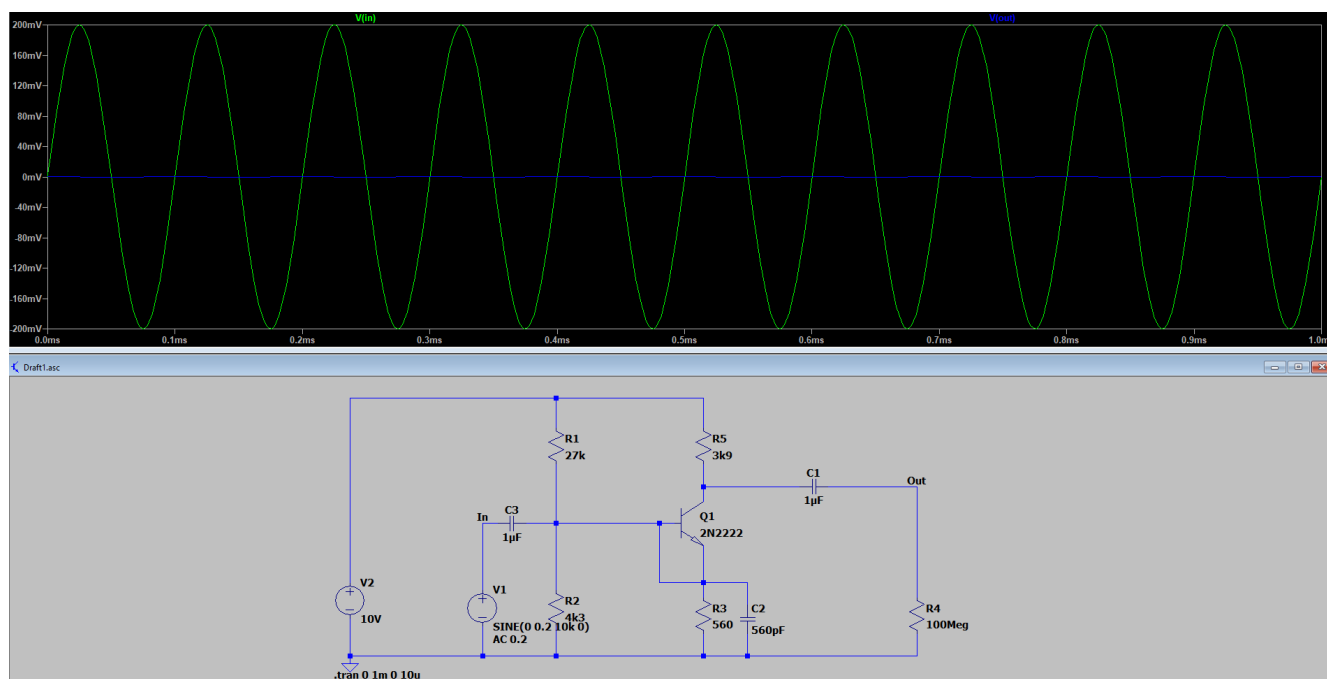 V(in) V(out)
200mV
160mV
120mV
80mV
40mV
0mV
-40mV
-80mV
-120mV
-160mV
-200mV
0.0ms 0.1ms 0.2ms 0.3ms 0.4ms 0.5ms 0.6ms 0.7ms 0.8ms 0.9ms 1.0m
Draft1.asc
R1
27k
R5
3k9
C1
1µF
Out
In
C3
1µF
Q1
2N2222
V2
10V
V1
SINE(0 0.2 10k 0)
AC 0.2
R2
4k3
R3
560
C2
560pF
R4
100Meg
.tran 0 1m 0 10u